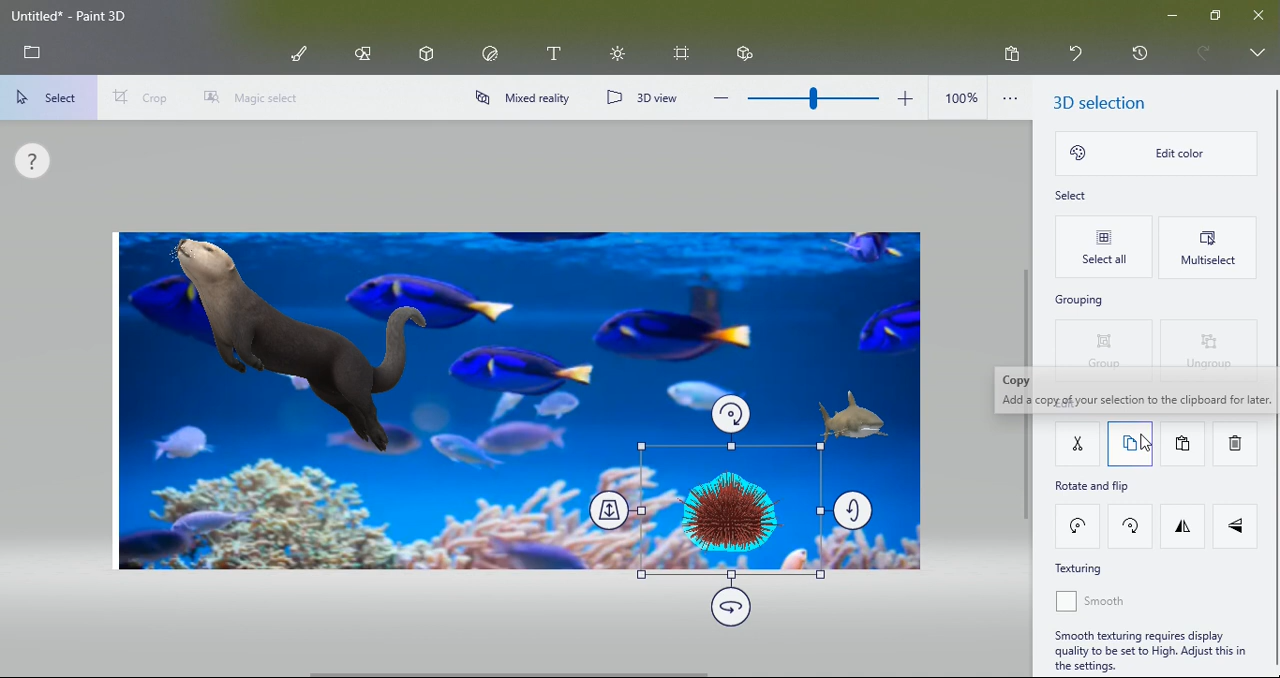 Untitled* - Paint 3D
Select
Crop
Magic select
Mixed reality
3D view
100%
?
3D selection
Edit color
Select
Select all
Multiselect
Grouping
Group
Ungroup
Copy
Add a copy of your selection to the clipboard for later.
Edit
Rotate and flip
Texturing
Smooth
Smooth texturing requires display
quality to be set to High. Adjust this in
the settings.